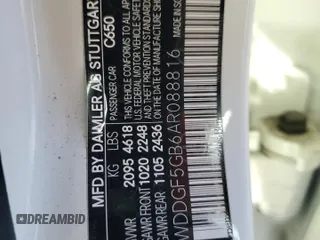 MFD BY DAIMLER AG STUTTGAR
C650
PASSENGER CAR
KG LBS
GVWR 2095 4618
GAWR FRONT 1020 2248
GAWR REAR 1105 2436
WDDGF5GB6AR088816
DREAMBID